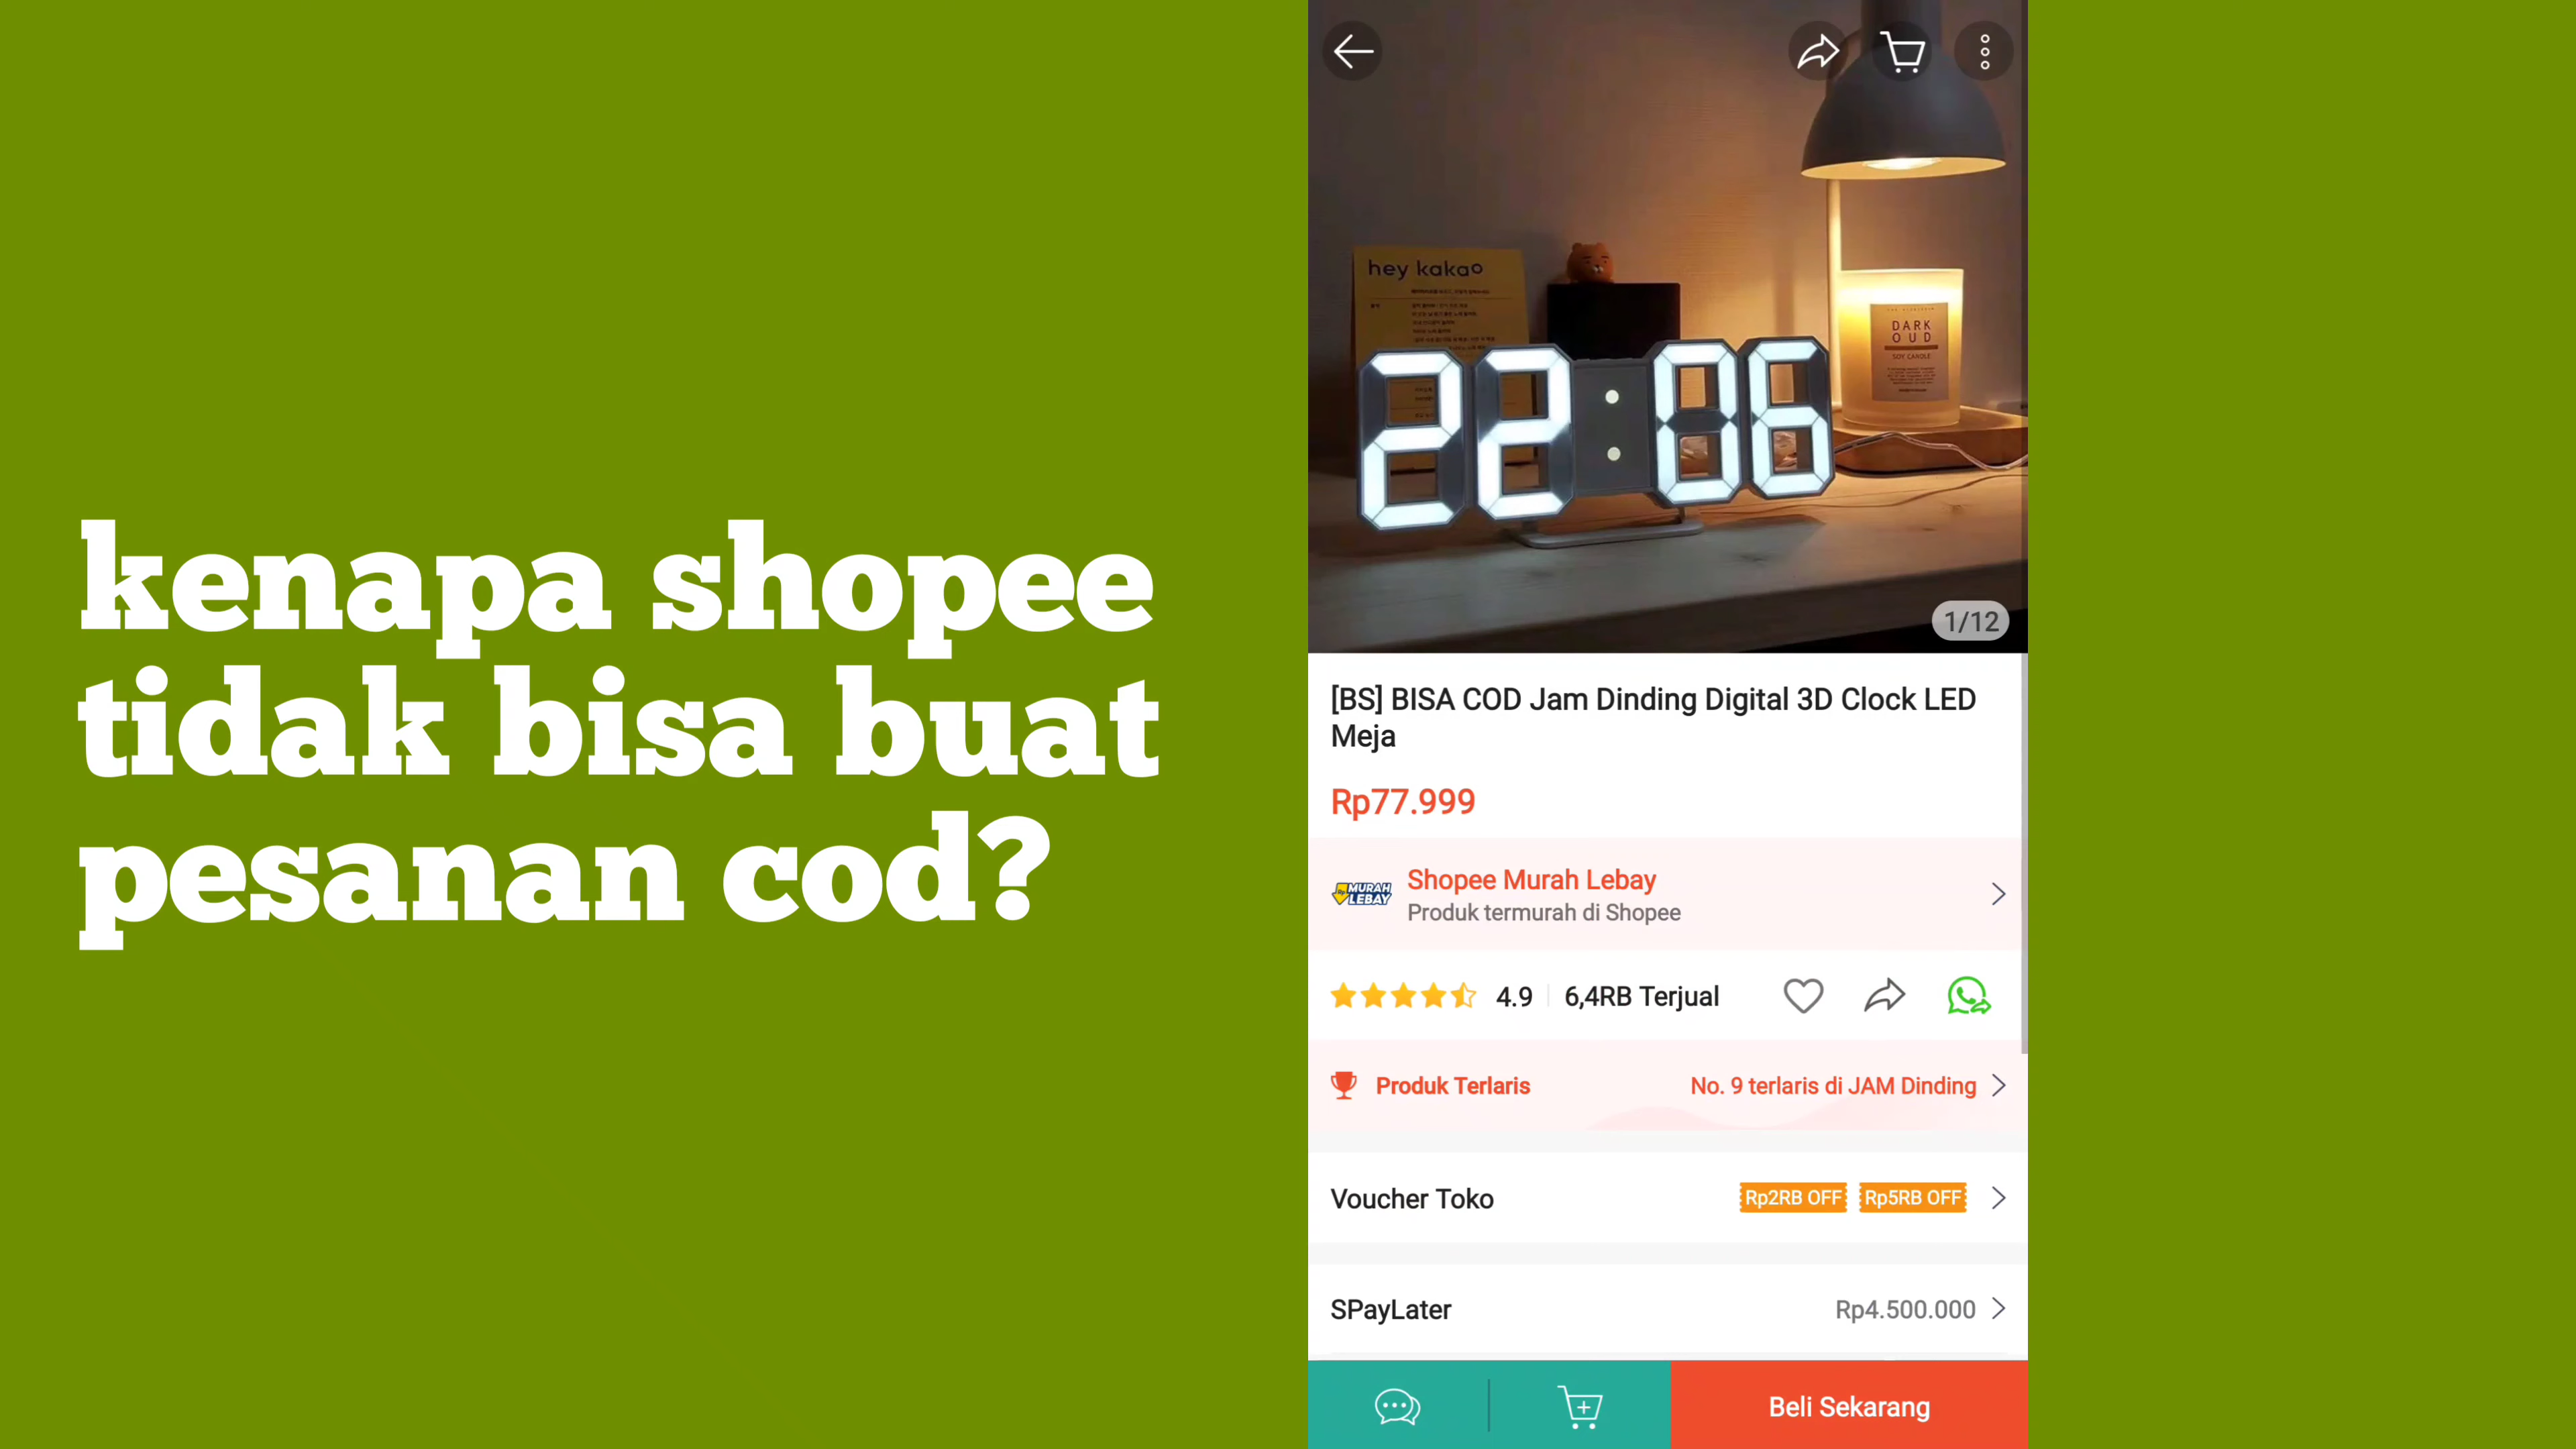 kenapa shopee
tidak bisa buat
pesanan cod?
hey kakao
22:06
DARK
OUD
SOY CANDLE
1/12
[BS] BISA COD Jam Dinding Digital 3D Clock LED
Meja
Rp77.999
Rp MURAH
LEBAY
Shopee Murah Lebay
Produk termurah di Shopee
4.9
6,4RB Terjual
Produk Terlaris
No. 9 terlaris di JAM Dinding
Voucher Toko
Rp2RB OFF
Rp5RB OFF
SPayLater
Rp4.500.000
Beli Sekarang